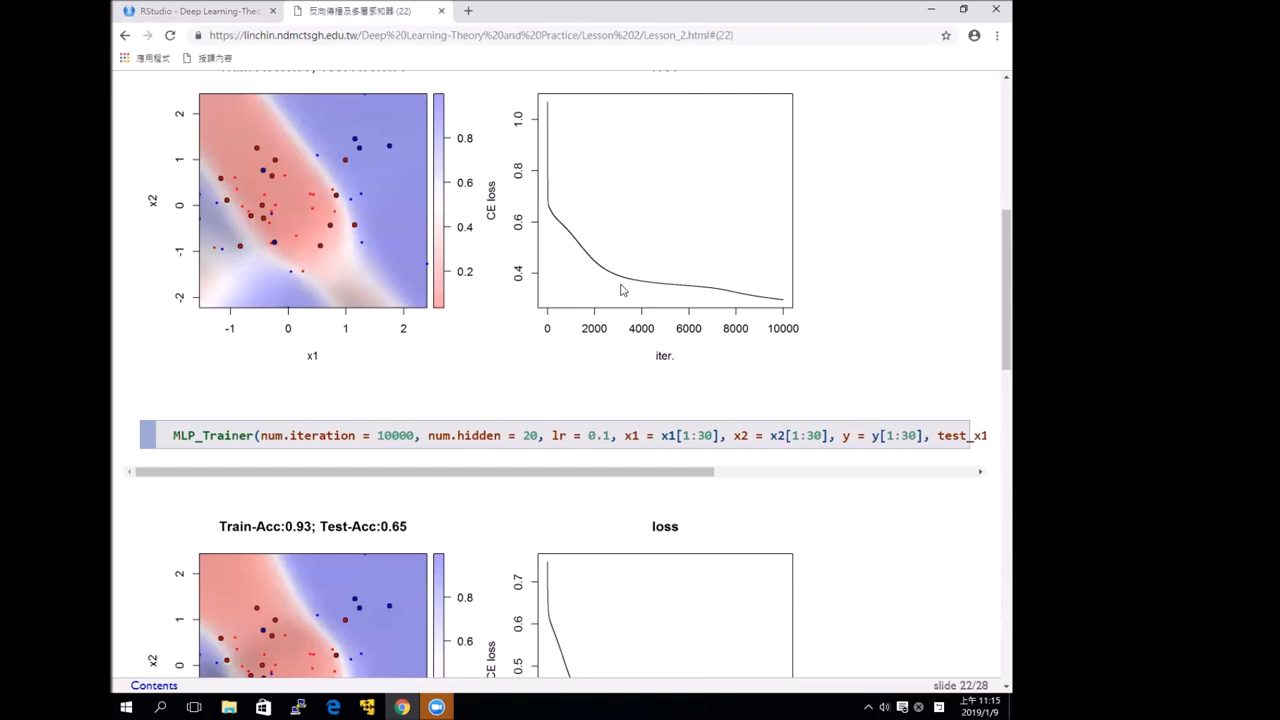 RStudio - Deep Learning-Theo
反向傳播及多層感知器 (22)
https://linchin.ndmctsgh.edu.tw/Deep%20Learning-Theory%20and%20Practice/Lesson%202/Lesson_2.html#(22)
應用程式
授課內容
2
1
0
-1
-2
x2
-1
0
1
2
x1
0.8
0.6
0.4
0.2
1.0
0.8
0.6
0.4
CE loss
0
2000
4000
6000
8000
10000
iter.
MLP_Trainer(num.iteration = 10000, num.hidden = 20, lr = 0.1, x1 = x1[1:30], x2 = x2[1:30], y = y[1:30], test_x1
Train-Acc:0.93; Test-Acc:0.65
loss
2
1
0
x2
0.8
0.6
0.7
0.6
0.5
CE loss
Contents
slide 22/28
上午 11:15
2019/1/9